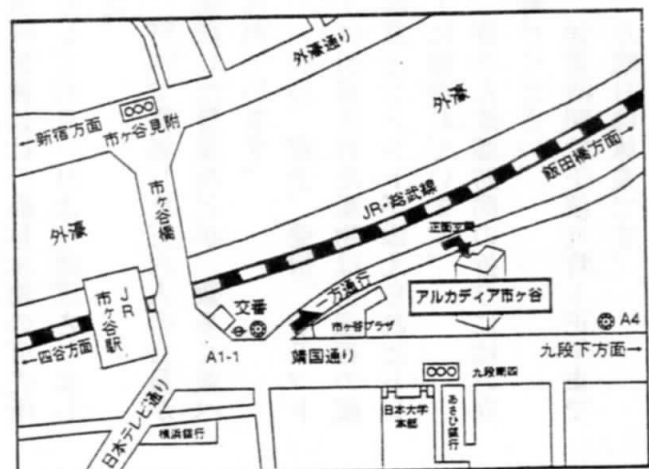 外濠通り
外濠
←新宿方面
市ヶ谷見附
飯田橋方面→
JR・総武線
市ヶ谷橋
外濠
正面玄関
アルカディア市ヶ谷
一方通行
交番
市ヶ谷プラザ
JR
市ヶ谷駅
A4
←四谷方面
A1-1
靖国通り
九段下方面→
九段南四
日本大学
本部
あさひ銀行
横浜銀行
日本テレビ通り